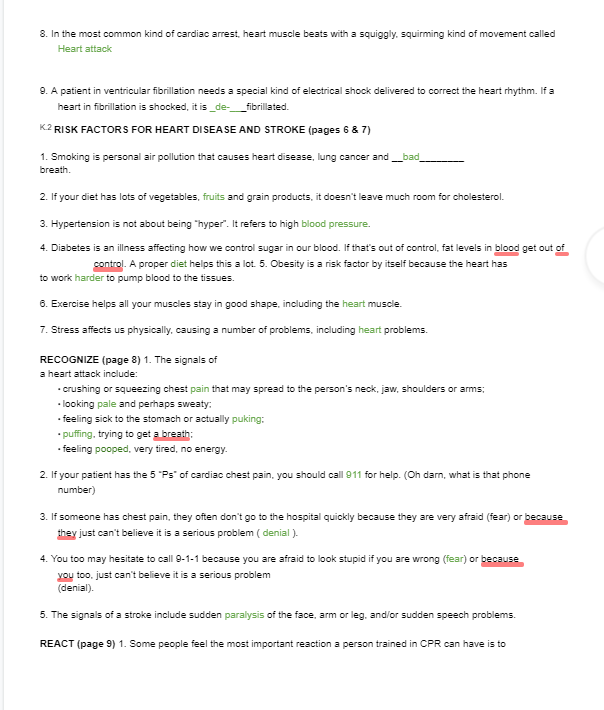 8. In the most common kind of cardiac arrest, heart muscle beats with a squiggly, squirming kind of movement called
Heart attack
9. A patient in ventricular fibrillation needs a special kind of electrical shock delivered to correct the heart rhythm. If a
heart in fibrillation is shocked, it is _de-___fibrillated.
K.2 RISK FACTORS FOR HEART DISEASE AND STROKE (pages 6 & 7)
1. Smoking is personal air pollution that causes heart disease, lung cancer and __bad________
breath.
2. If your diet has lots of vegetables, fruits and grain products, it doesn't leave much room for cholesterol.
3. Hypertension is not about being "hyper". It refers to high blood pressure.
4. Diabetes is an illness affecting how we control sugar in our blood. If that's out of control, fat levels in blood get out of
control. A proper diet helps this a lot. 5. Obesity is a risk factor by itself because the heart has
to work harder to pump blood to the tissues.
6. Exercise helps all your muscles stay in good shape, including the heart muscle.
7. Stress affects us physically, causing a number of problems, including heart problems.
RECOGNIZE (page 8) 1. The signals of
a heart attack include:
• crushing or squeezing chest pain that may spread to the person's neck, jaw, shoulders or arms;
• looking pale and perhaps sweaty;
• feeling sick to the stomach or actually puking;
• puffing, trying to get a breath;
• feeling pooped, very tired, no energy.
2. If your patient has the 5 "Ps" of cardiac chest pain, you should call 911 for help. (Oh darn, what is that phone
number)
3. If someone has chest pain, they often don't go to the hospital quickly because they are very afraid (fear) or because
they just can't believe it is a serious problem ( denial ).
4. You too may hesitate to call 9-1-1 because you are afraid to look stupid if you are wrong (fear) or because
you too, just can't believe it is a serious problem
(denial).
5. The signals of a stroke include sudden paralysis of the face, arm or leg, and/or sudden speech problems.
REACT (page 9) 1. Some people feel the most important reaction a person trained in CPR can have is to